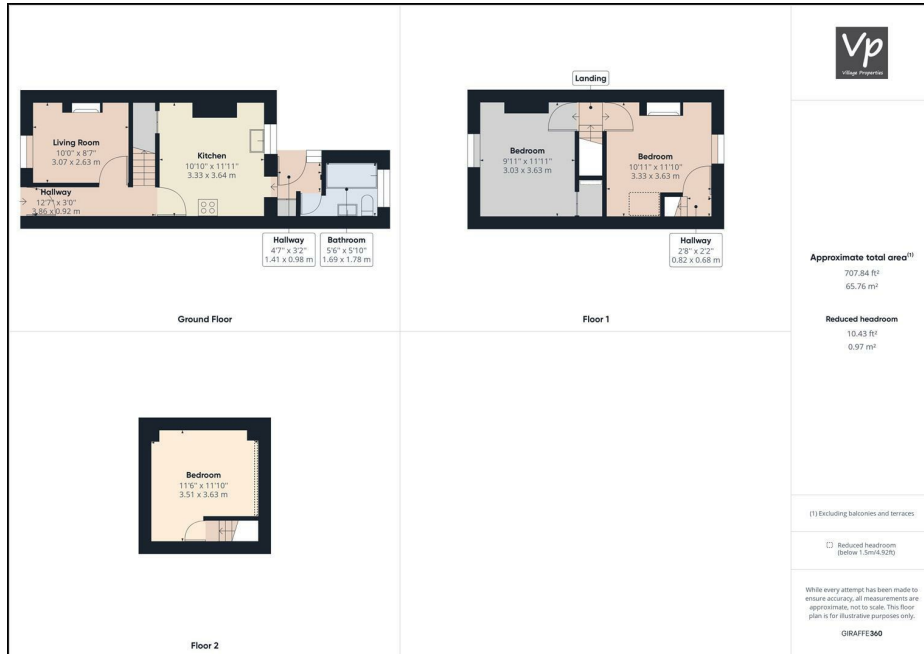 Living Room
10'0" x 8'7"
3.07 x 2.63 m
Kitchen
10'10" x 11'11"
3.33 x 3.64 m
Hallway
12'7" x 3'0"
3.86 x 0.92 m
Hallway
4'7" x 3'2"
1.41 x 0.98 m
Bathroom
5'6" x 5'10"
1.69 x 1.78 m
Ground Floor
Landing
Bedroom
9'11" x 11'11"
3.03 x 3.63 m
Bedroom
10'11" x 11'10"
3.33 x 3.63 m
Hallway
2'8" x 2'2"
0.82 x 0.68 m
Floor 1
Bedroom
11'6" x 11'10"
3.51 x 3.63 m
Floor 2
Vp
Village Properties
Approximate total area(1)
707.84 ft²
65.76 m²
Reduced headroom
10.43 ft²
0.97 m²
(1) Excluding balconies and terraces
Reduced headroom
(below 1.5m/4.92ft)
While every attempt has been made to
ensure accuracy, all measurements are
approximate, not to scale. This floor
plan is for illustrative purposes only.
GIRAFFE360